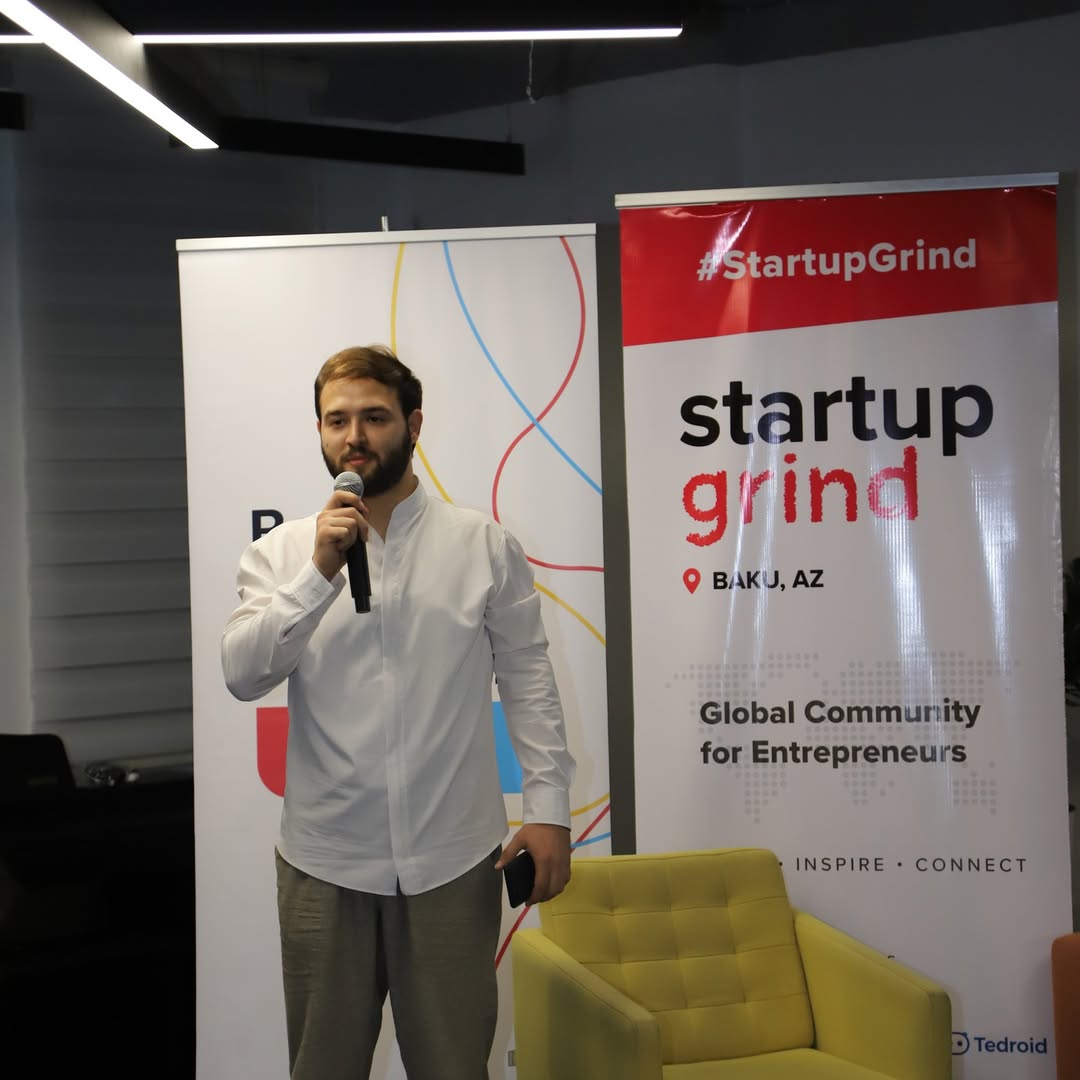 #StartupGrind
startup
grind
BAKU, AZ
Global Community
for Entrepreneurs
• INSPIRE • CONNECT
Tedroid